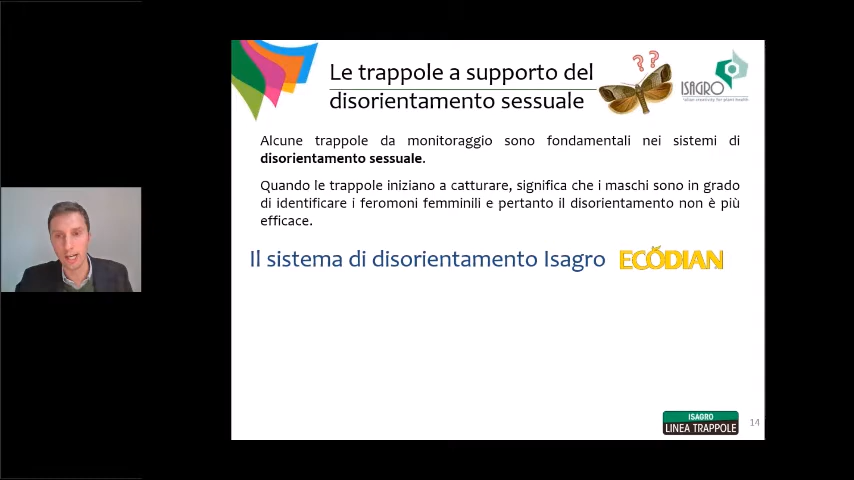 Le trappole a supporto del
disorientamento sessuale
??
ISAGRO
Alcune trappole da monitoraggio sono fondamentali nei sistemi di
disorientamento sessuale.
Quando le trappole iniziano a catturare, significa che i maschi sono in grado
di identificare i feromoni femminili e pertanto il disorientamento non è più
efficace.
Il sistema di disorientamento Isagro ECODIAN
ISAGRO
LINEA TRAPPOLE
14